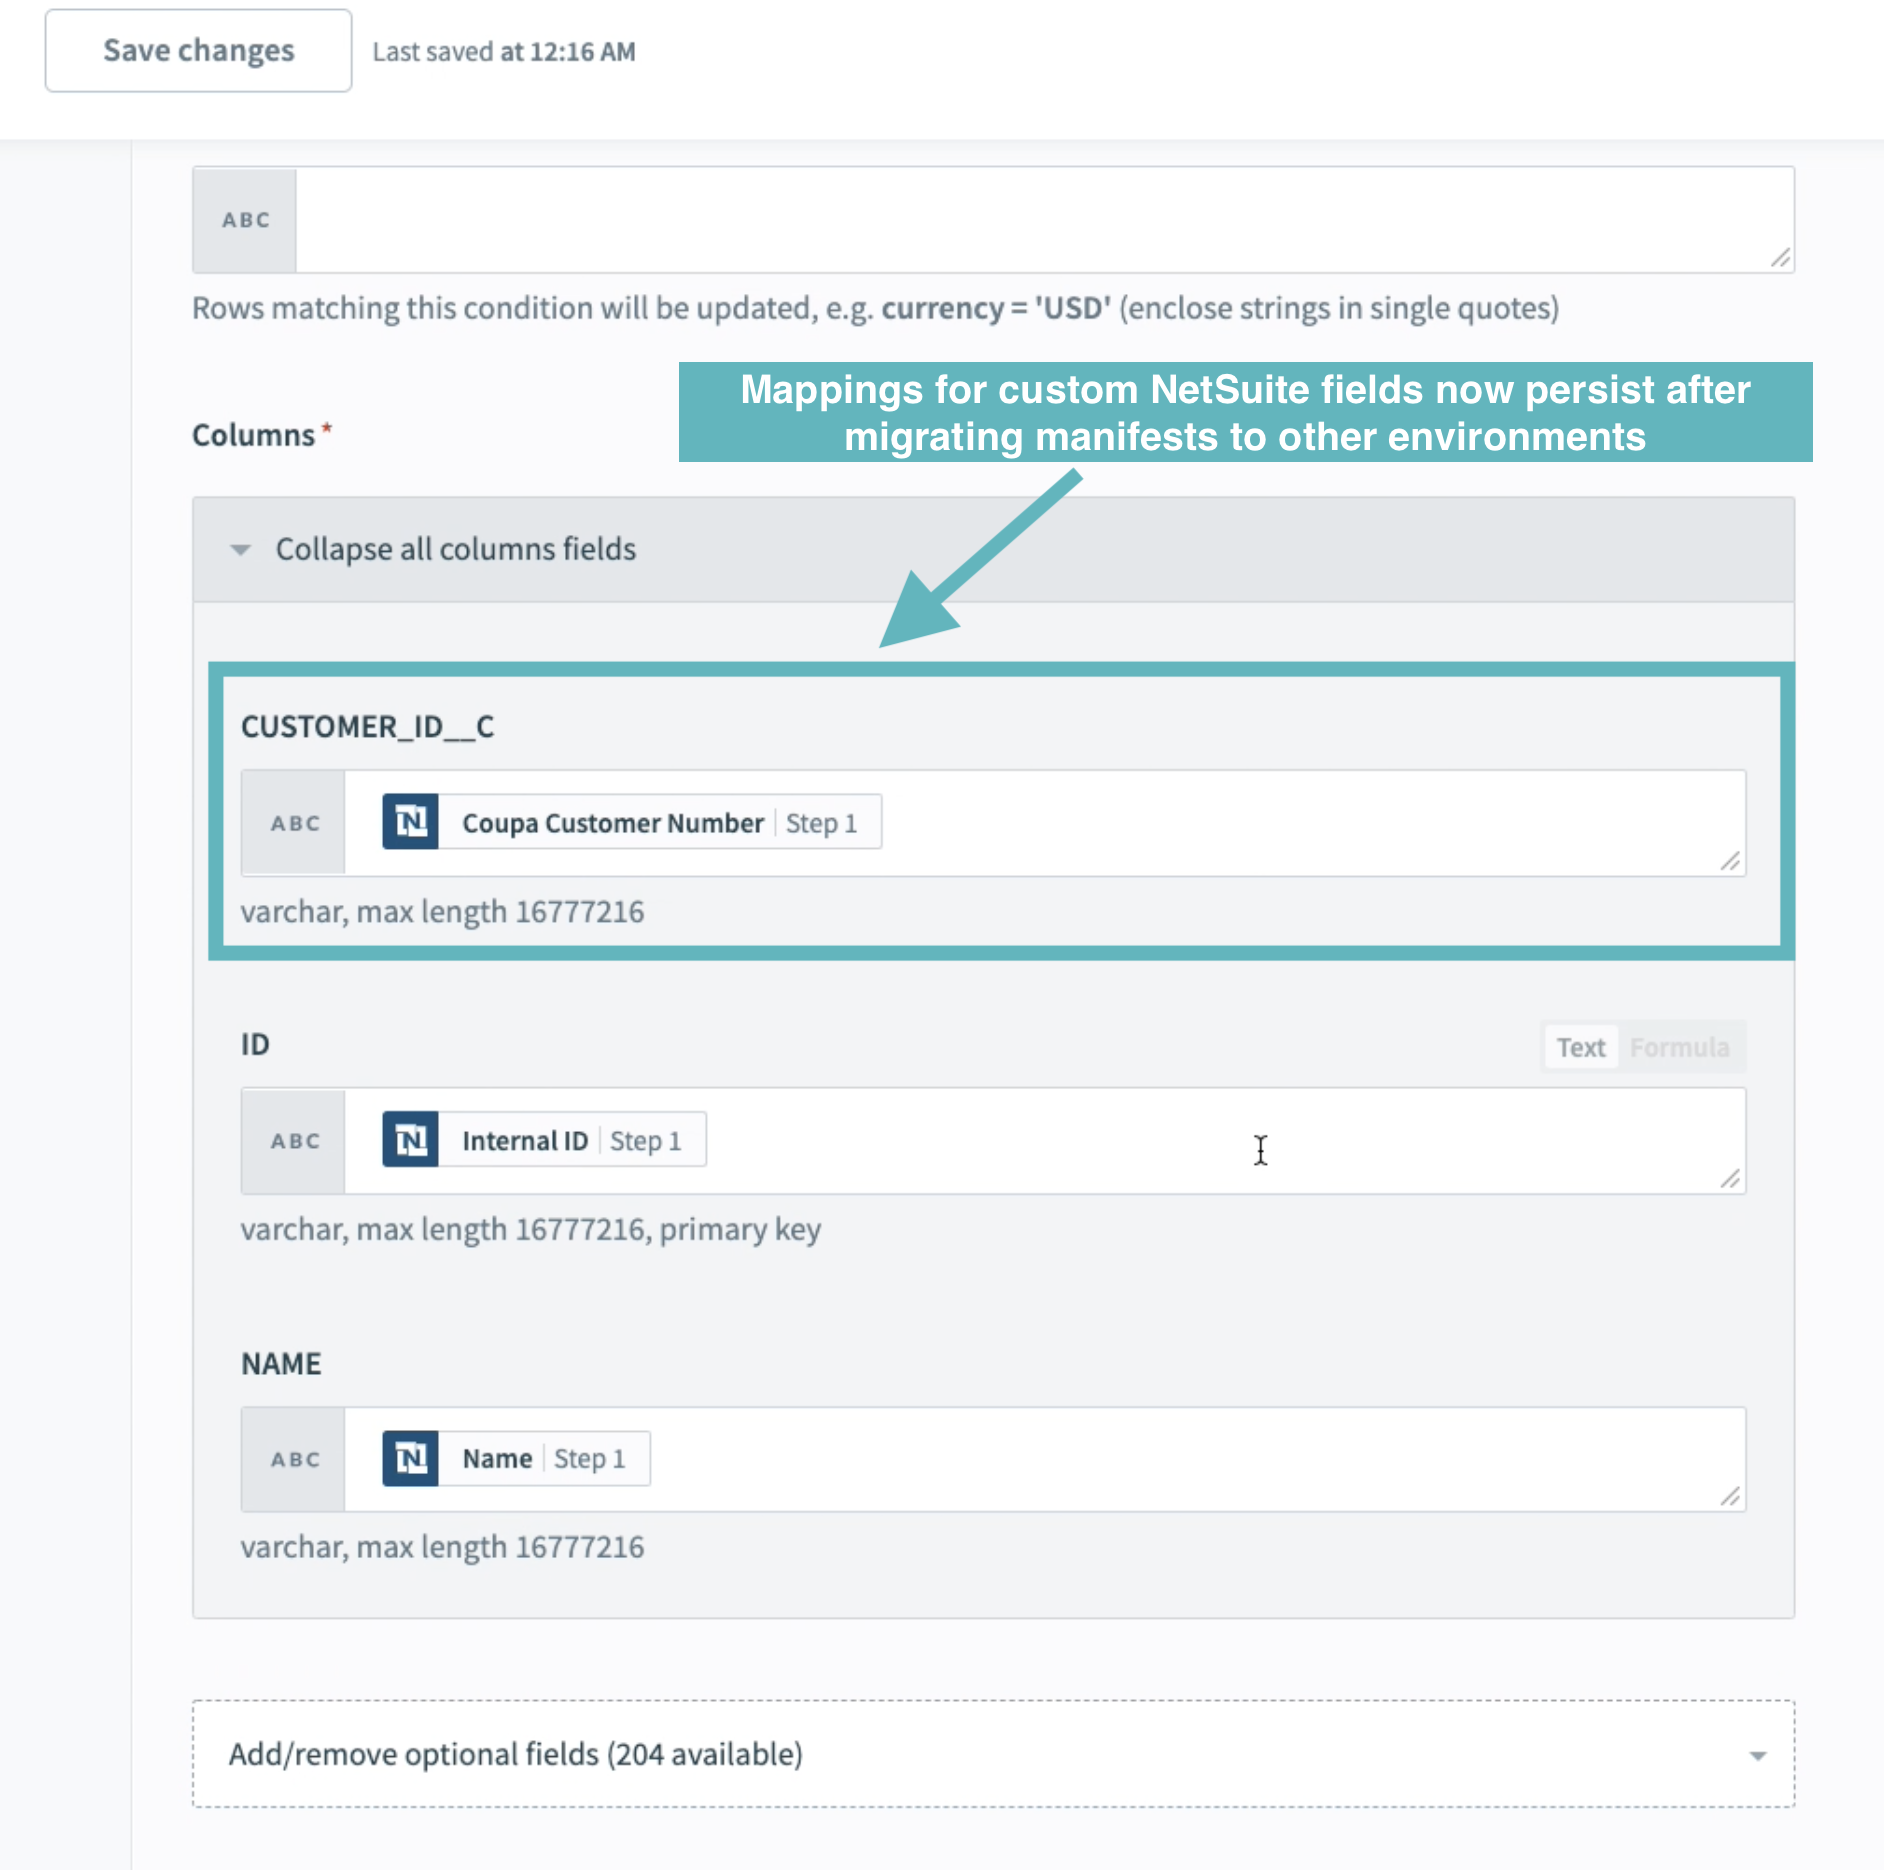 Save changes
Last saved at 12:16 AM
ABC
Rows matching this condition will be updated, e.g. currency = 'USD' (enclose strings in single quotes)
Mappings for custom NetSuite fields now persist after
migrating manifests to other environments
Columns *
Collapse all columns fields
CUSTOMER_ID__C
ABC
N
Coupa Customer Number
Step 1
varchar, max length 16777216
ID
Text
Formula
ABC
N
Internal ID
Step 1
varchar, max length 16777216, primary key
NAME
ABC
N
Name
Step 1
varchar, max length 16777216
Add/remove optional fields (204 available)